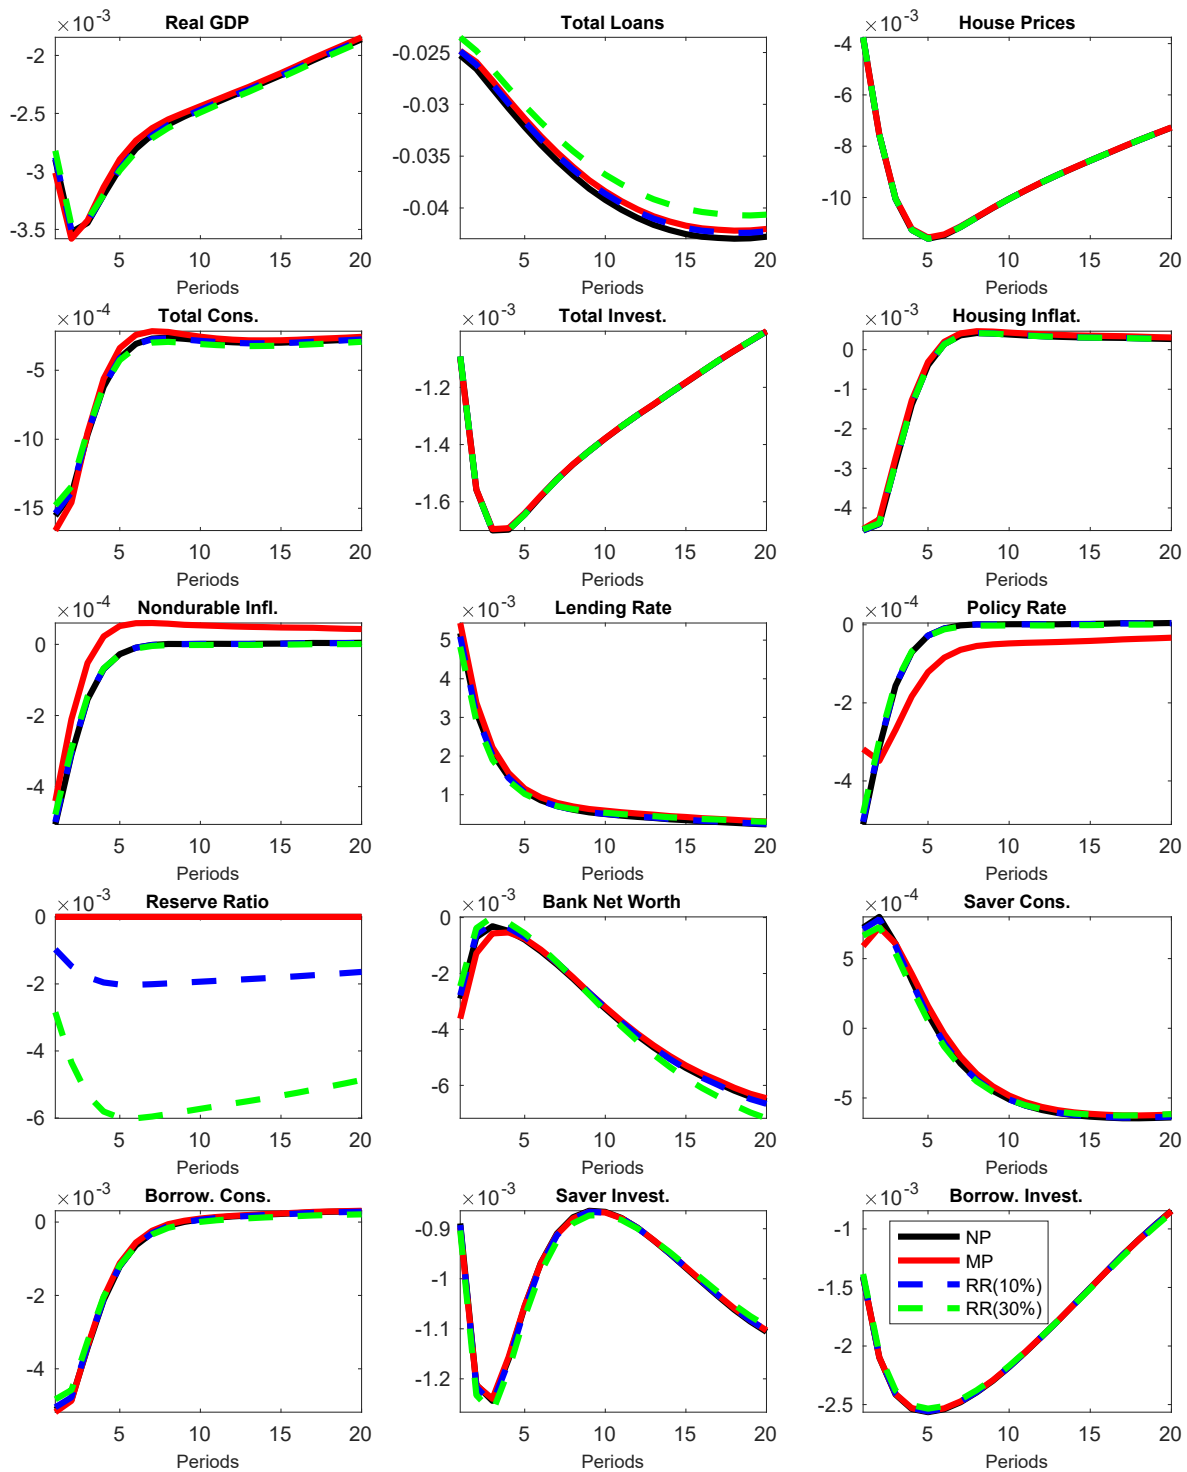 Real GDP
×10-3
-2
-2.5
-3
-3.5
5 10 15 20
Periods
Total Loans
-0.025
-0.03
-0.035
-0.04
5 10 15 20
Periods
House Prices
×10-3
-4
-6
-8
-10
5 10 15 20
Periods
Total Cons.
×10-4
-5
-10
-15
5 10 15 20
Periods
Total Invest.
×10-3
-1.2
-1.4
-1.6
5 10 15 20
Periods
Housing Inflat.
×10-3
0
-1
-2
-3
-4
5 10 15 20
Periods
Nondurable Infl.
×10-4
0
-2
-4
5 10 15 20
Periods
Lending Rate
×10-3
5
4
3
2
1
5 10 15 20
Periods
Policy Rate
×10-4
0
-2
-4
5 10 15 20
Periods
Reserve Ratio
×10-3
0
-2
-4
-6
5 10 15 20
Periods
Bank Net Worth
×10-3
0
-2
-4
-6
5 10 15 20
Periods
Saver Cons.
×10-4
5
0
-5
5 10 15 20
Periods
Borrow. Cons.
×10-3
0
-2
-4
5 10 15 20
Periods
Saver Invest.
×10-3
-0.9
-1
-1.1
-1.2
5 10 15 20
Periods
Borrow. Invest.
×10-3
-1
-1.5
-2
-2.5
NP
MP
RR(10%)
RR(30%)
5 10 15 20
Periods